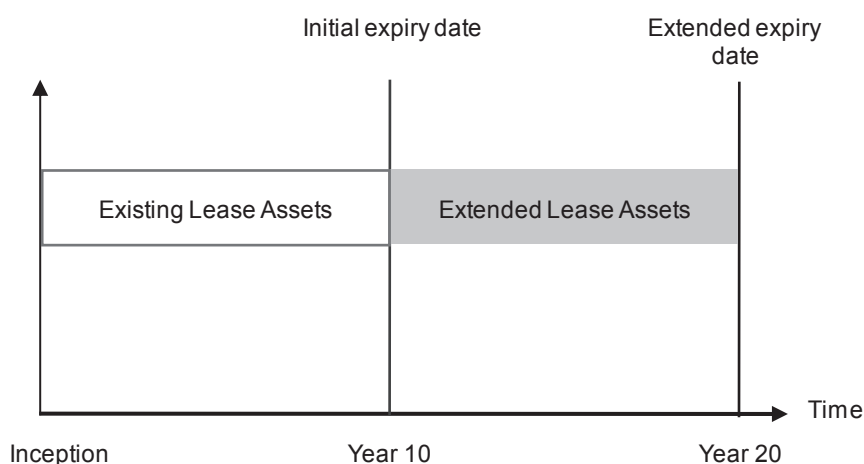 Initial expiry date
Extended expiry
date
Existing Lease Assets
Extended Lease Assets
Time
Inception
Year 10
Year 20